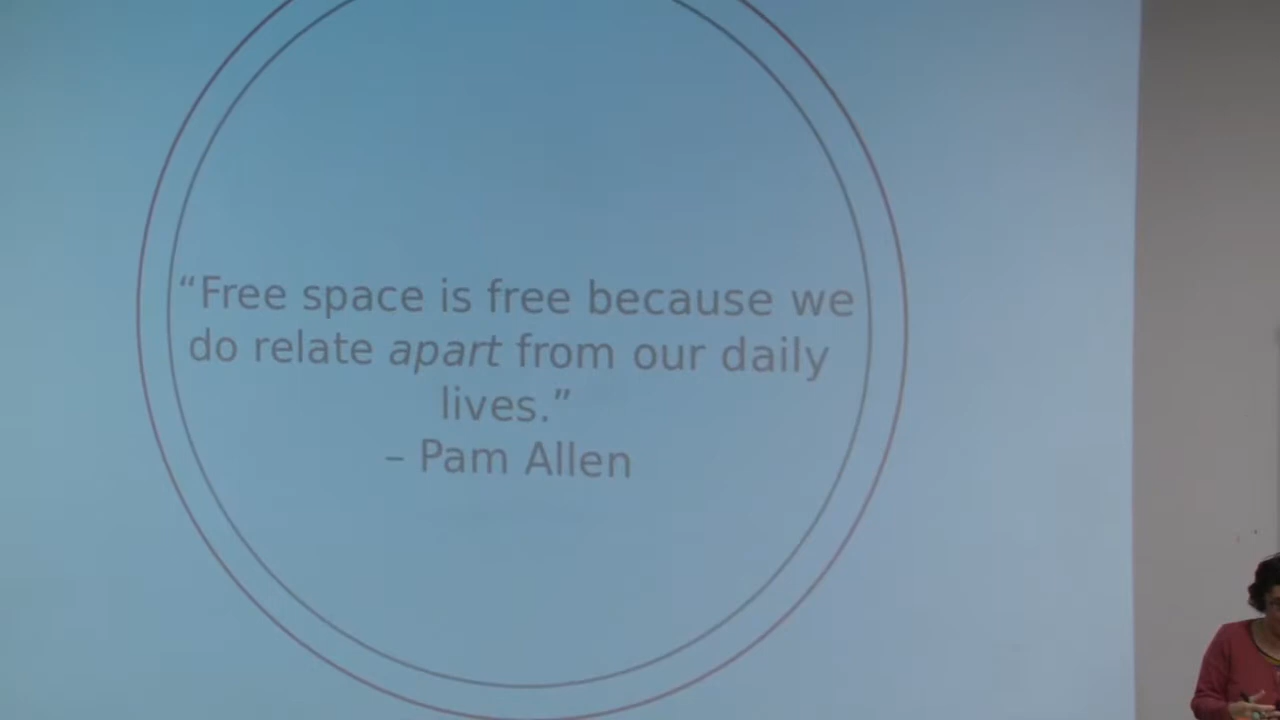 “Free space is free because we
do relate apart from our daily
lives.”
– Pam Allen